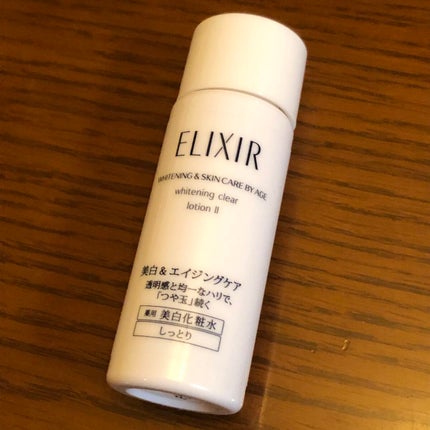 ELIXIR
WHITENING & SKIN CARE BY AGE
whitening clear
lotion II
美白&エイジングケア
透明感と均一なハリで、
「つや玉」続く
薬用 美白化粧水
しっとり